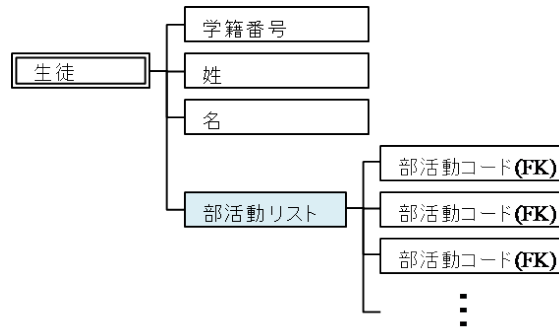 学籍番号
生徒
姓
名
部活動リスト
部活動コード(FK)
部活動コード(FK)
部活動コード(FK)